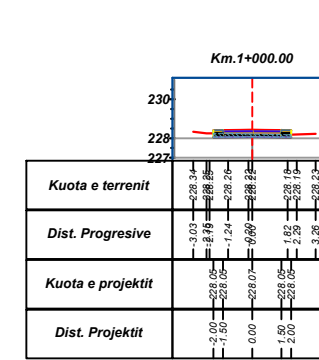 Km.1+000.00
230
228
227
Kuota e terrenit
228.34 228.25 228.26 228.22 228.18 228.19 228.23
Dist. Progresive
-3.03 -2.19 -1.24 0.00 1.82 2.29 3.26
Kuota e projektit
228.05 228.05 228.07 228.05 228.05
Dist. Projektit
-2.00 -1.50 0.00 1.50 2.00